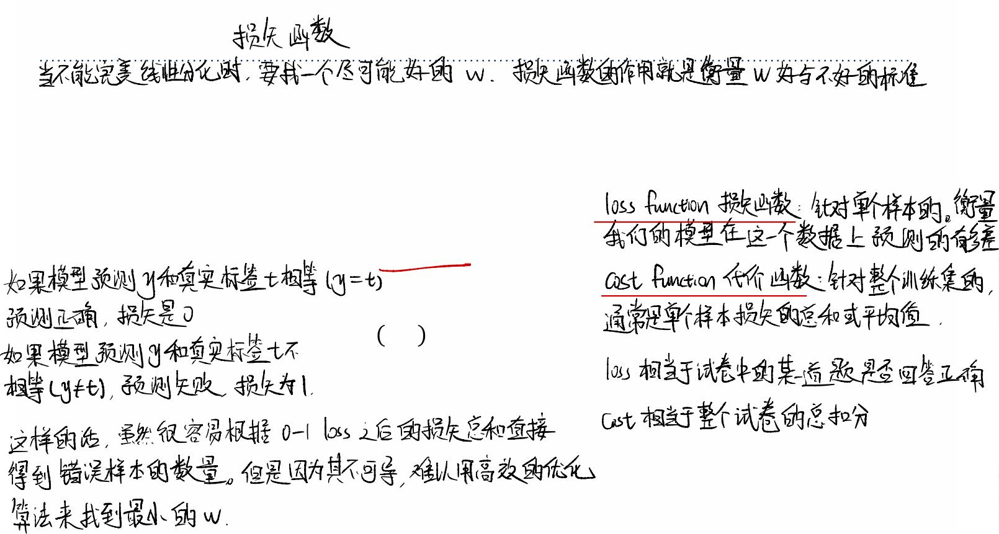 损失函数
当不能完美线性分化时，要找一个尽可能好的 w. 损失函数的作用就是衡量 w 好与不好的标准
loss function 损失函数：针对单个样本的。衡量
我们的模型在这一个数据上预测的有多差
cost function 代价函数：针对整个训练集的，
通常是单个样本损失的总和或平均值.
loss 相当于试卷中的某一道题是否回答正确
cost 相当于整个试卷的总扣分
如果模型预测 y 和真实标签 t 相等 (y=t)
预测正确，损失是 0
( )
如果模型预测 y 和真实标签 t 不
相等 (y≠t)，预测失败，损失为 1.
这样的话，虽然很容易根据 0-1 loss 之后的损失总和直接
得到错误样本的数量。但是因为其不可导，难以用高效的优化
算法来找到最小的 w.